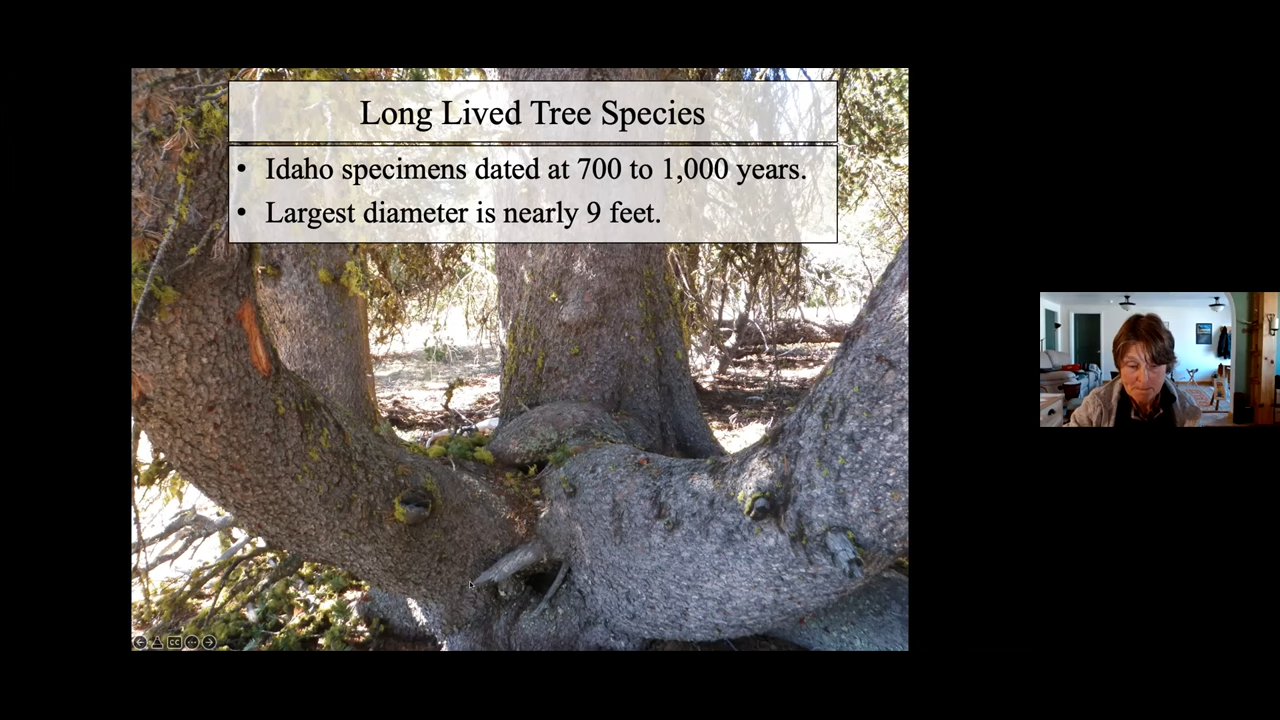 Long Lived Tree Species
• Idaho specimens dated at 700 to 1,000 years.
• Largest diameter is nearly 9 feet.
CC